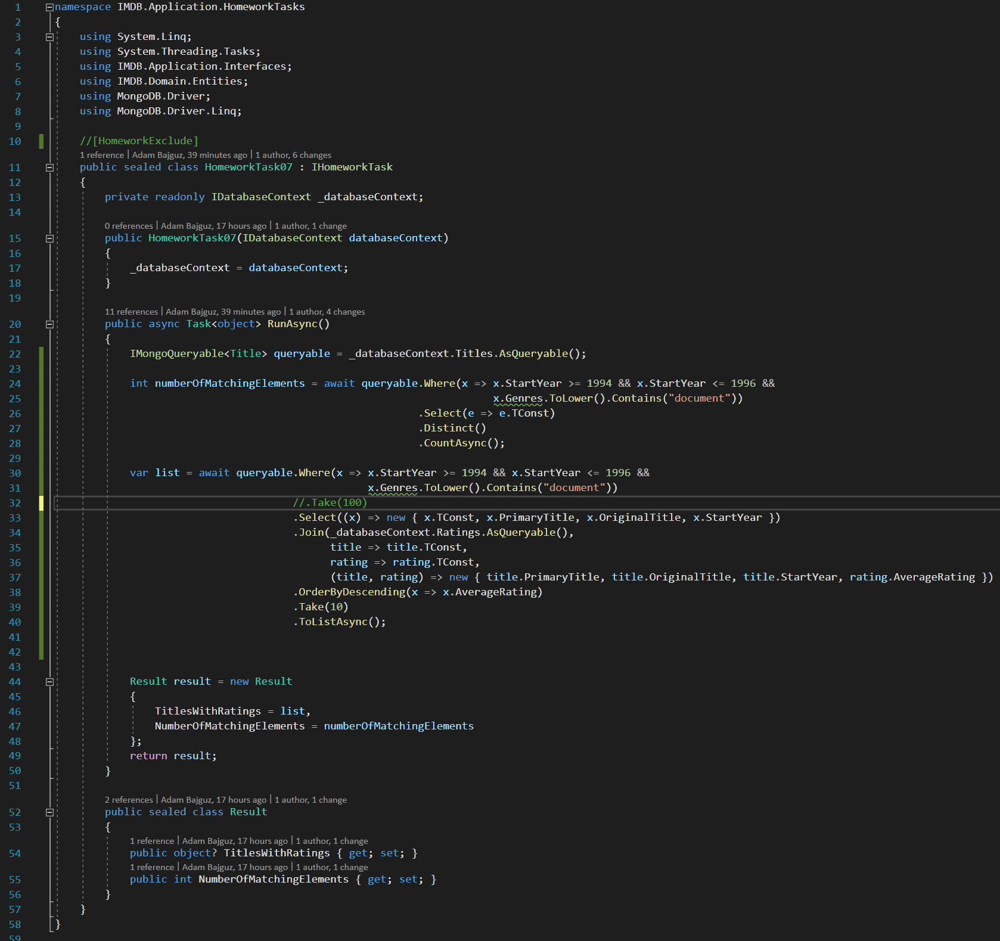 1 namespace IMDB.Application.HomeworkTasks
2 {
3 using System.Linq;
4 using System.Threading.Tasks;
5 using IMDB.Application.Interfaces;
6 using IMDB.Domain.Entities;
7 using MongoDB.Driver;
8 using MongoDB.Driver.Linq;
9
10 //[HomeworkExclude]
1 reference | Adam Bajguz, 39 minutes ago | 1 author, 6 changes
11 public sealed class HomeworkTask07 : IHomeworkTask
12 {
13 private readonly IDatabaseContext _databaseContext;
14
0 references | Adam Bajguz, 17 hours ago | 1 author, 1 change
15 public HomeworkTask07(IDatabaseContext databaseContext)
16 {
17 _databaseContext = databaseContext;
18 }
19
11 references | Adam Bajguz, 39 minutes ago | 1 author, 4 changes
20 public async Task<object> RunAsync()
21 {
22 IMongoQueryable<Title> queryable = _databaseContext.Titles.AsQueryable();
23
24 int numberOfMatchingElements = await queryable.Where(x => x.StartYear >= 1994 && x.StartYear <= 1996 &&
25 x.Genres.ToLower().Contains("document"))
26 .Select(e => e.TConst)
27 .Distinct()
28 .CountAsync();
29
30 var list = await queryable.Where(x => x.StartYear >= 1994 && x.StartYear <= 1996 &&
31 x.Genres.ToLower().Contains("document"))
32 //.Take(100)
33 .Select((x) => new { x.TConst, x.PrimaryTitle, x.OriginalTitle, x.StartYear })
34 .Join(_databaseContext.Ratings.AsQueryable(),
35 title => title.TConst,
36 rating => rating.TConst,
37 (title, rating) => new { title.PrimaryTitle, title.OriginalTitle, title.StartYear, rating.AverageRating })
38 .OrderByDescending(x => x.AverageRating)
39 .Take(10)
40 .ToListAsync();
41
42
43
44 Result result = new Result
45 {
46 TitlesWithRatings = list,
47 NumberOfMatchingElements = numberOfMatchingElements
48 };
49 return result;
50 }
51
2 references | Adam Bajguz, 17 hours ago | 1 author, 1 change
52 public sealed class Result
53 {
1 reference | Adam Bajguz, 17 hours ago | 1 author, 1 change
54 public object? TitlesWithRatings { get; set; }
1 reference | Adam Bajguz, 17 hours ago | 1 author, 1 change
55 public int NumberOfMatchingElements { get; set; }
56 }
57 }
58 }
59